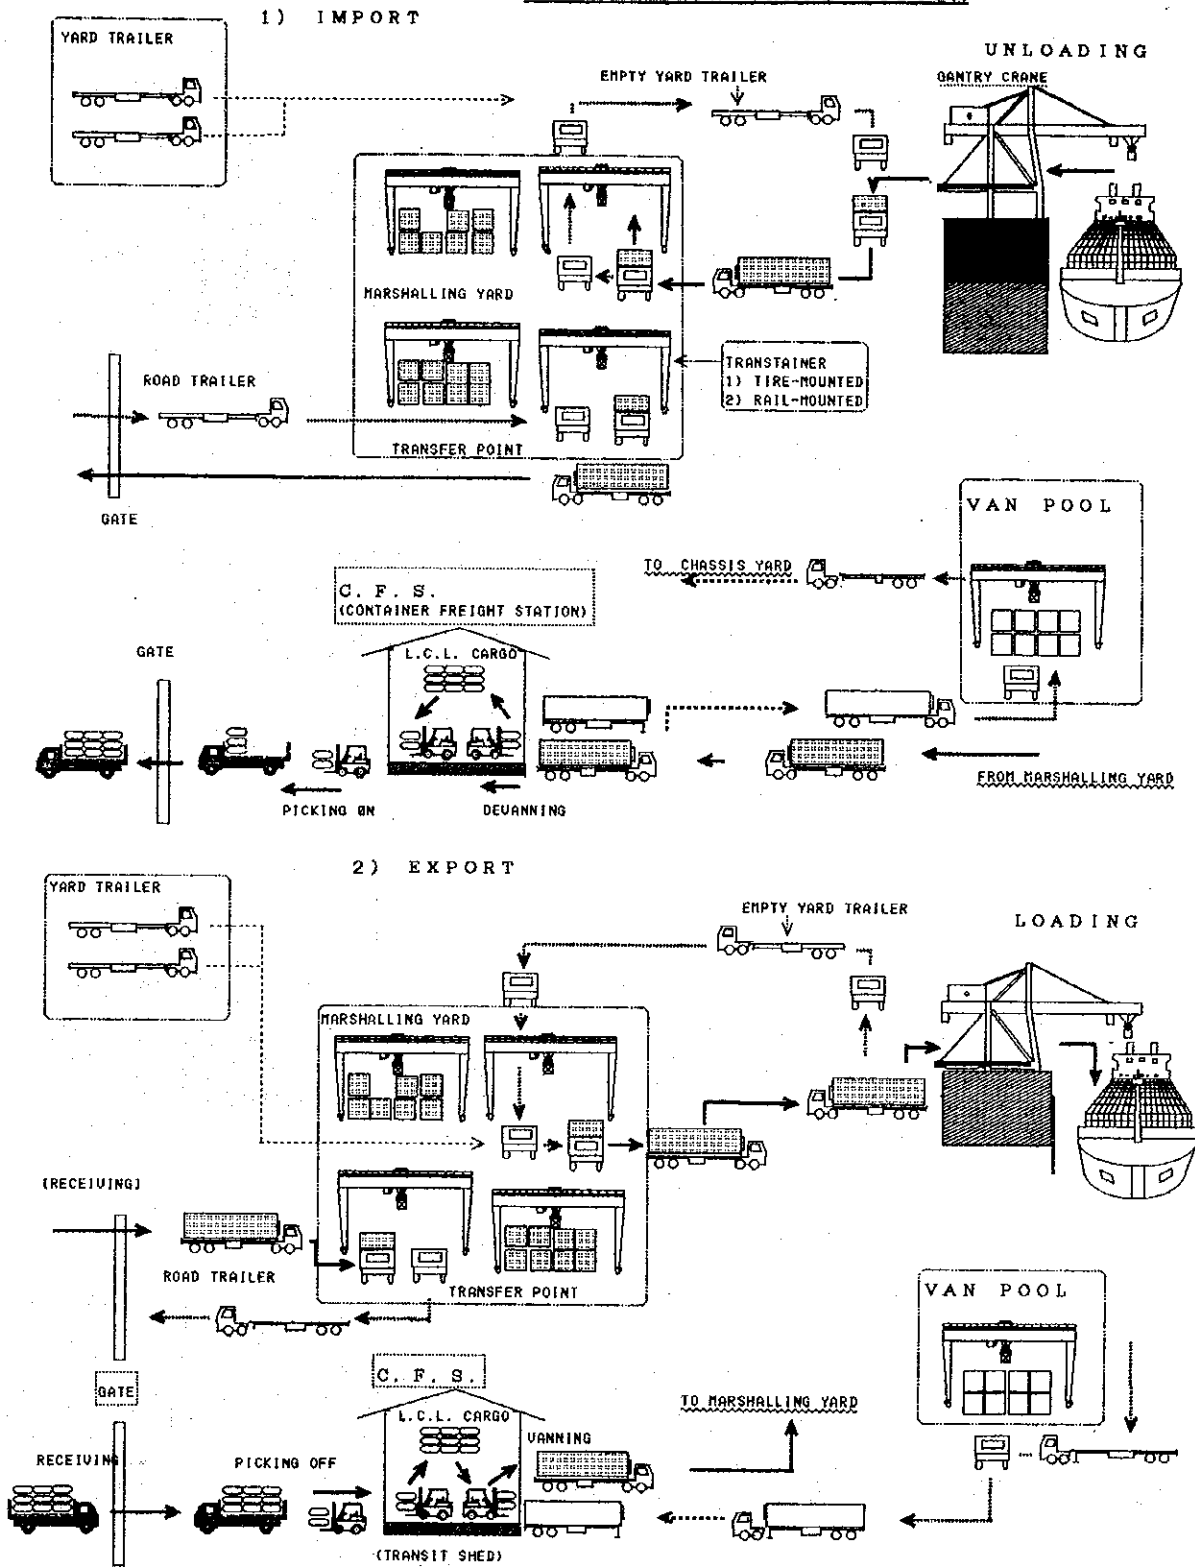 1) IMPORT
YARD TRAILER
UNLOADING
EMPTY YARD TRAILER
GANTRY CRANE
MARSHALLING YARD
TRANSTAINER
1) TIRE-MOUNTED
2) RAIL-MOUNTED
ROAD TRAILER
TRANSFER POINT
GATE
VAN POOL
TO CHASSIS YARD
C. F. S.
(CONTAINER FREIGHT STATION)
L.C.L. CARGO
GATE
FROM MARSHALLING YARD
PICKING ON
DEVANNING
2) EXPORT
YARD TRAILER
EMPTY YARD TRAILER
LOADING
MARSHALLING YARD
(RECEIVING)
ROAD TRAILER
TRANSFER POINT
VAN POOL
GATE
C. F. S.
L.C.L. CARGO
TO MARSHALLING YARD
VANNING
RECEIVING
PICKING OFF
(TRANSIT SHED)